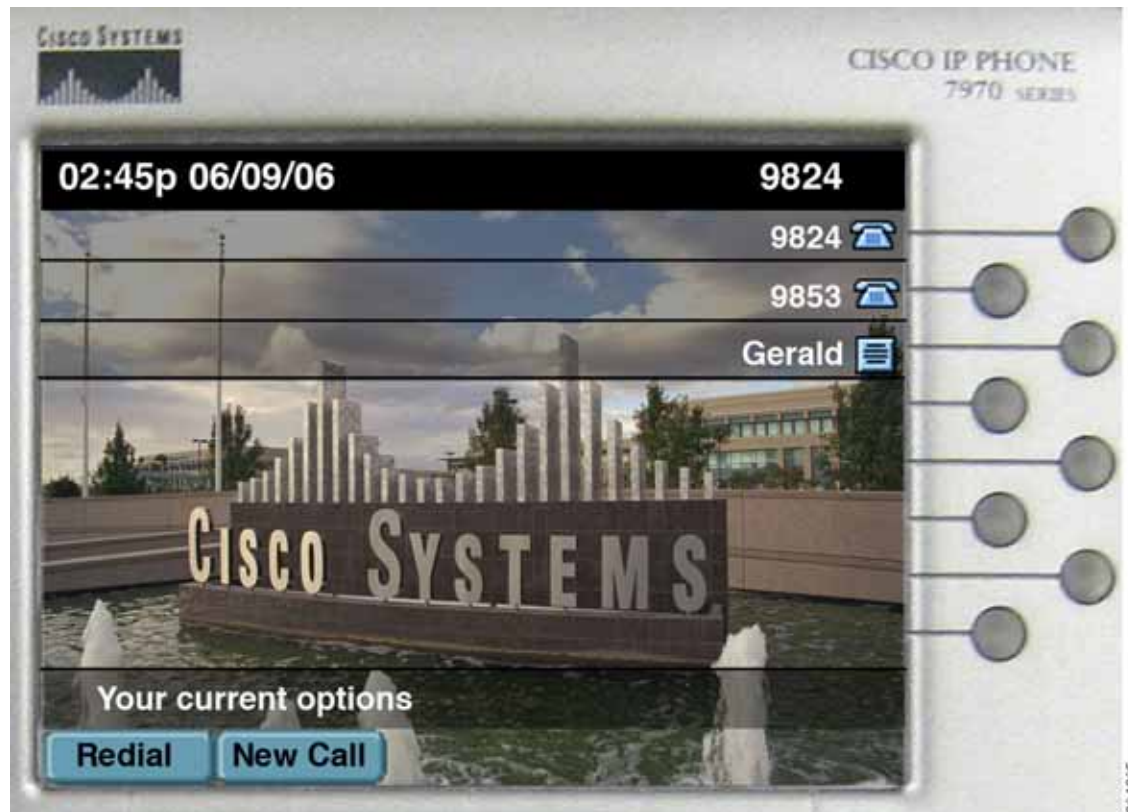 CISCO SYSTEMS
CISCO IP PHONE
7970 SERIES
02:45p 06/09/06 9824
9824
9853
Gerald
CISCO SYSTEMS
Your current options
Redial New Call